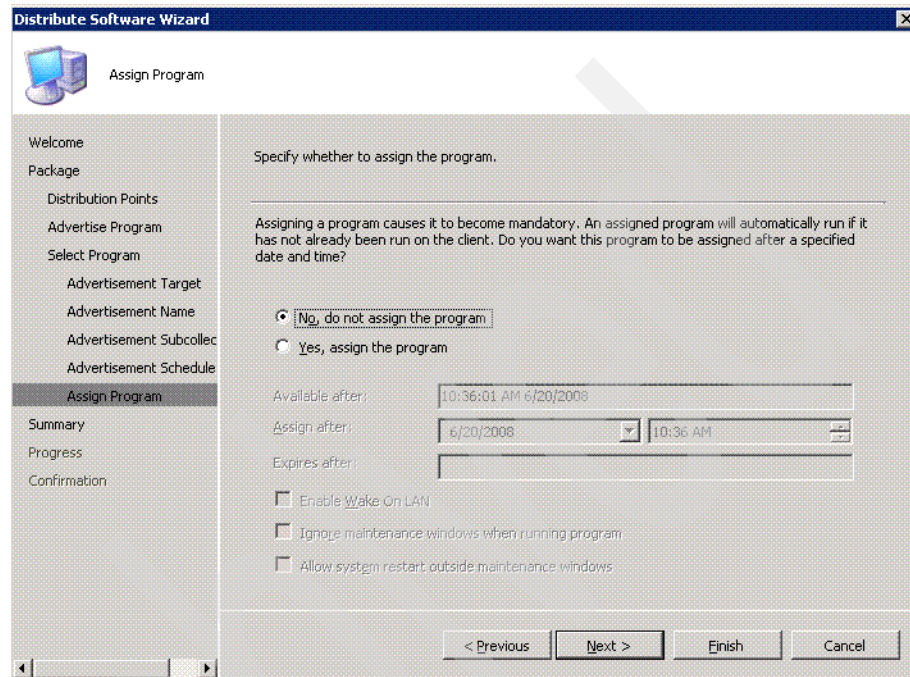 Distribute Software Wizard
Assign Program
Welcome
Package
Distribution Points
Advertise Program
Select Program
Advertisement Target
Advertisement Name
Advertisement Subcollec
Advertisement Schedule
Assign Program
Summary
Progress
Confirmation
Specify whether to assign the program.
Assigning a program causes it to become mandatory. An assigned program will automatically run if it
has not already been run on the client. Do you want this program to be assigned after a specified
date and time?
No, do not assign the program
Yes, assign the program
Available after: 10:36:01 AM 6/20/2008
Assign after: 6/20/2008 10:36 AM
Expires after:
Enable Wake On LAN
Ignore maintenance windows when running program
Allow system restart outside maintenance windows
< Previous Next > Finish Cancel